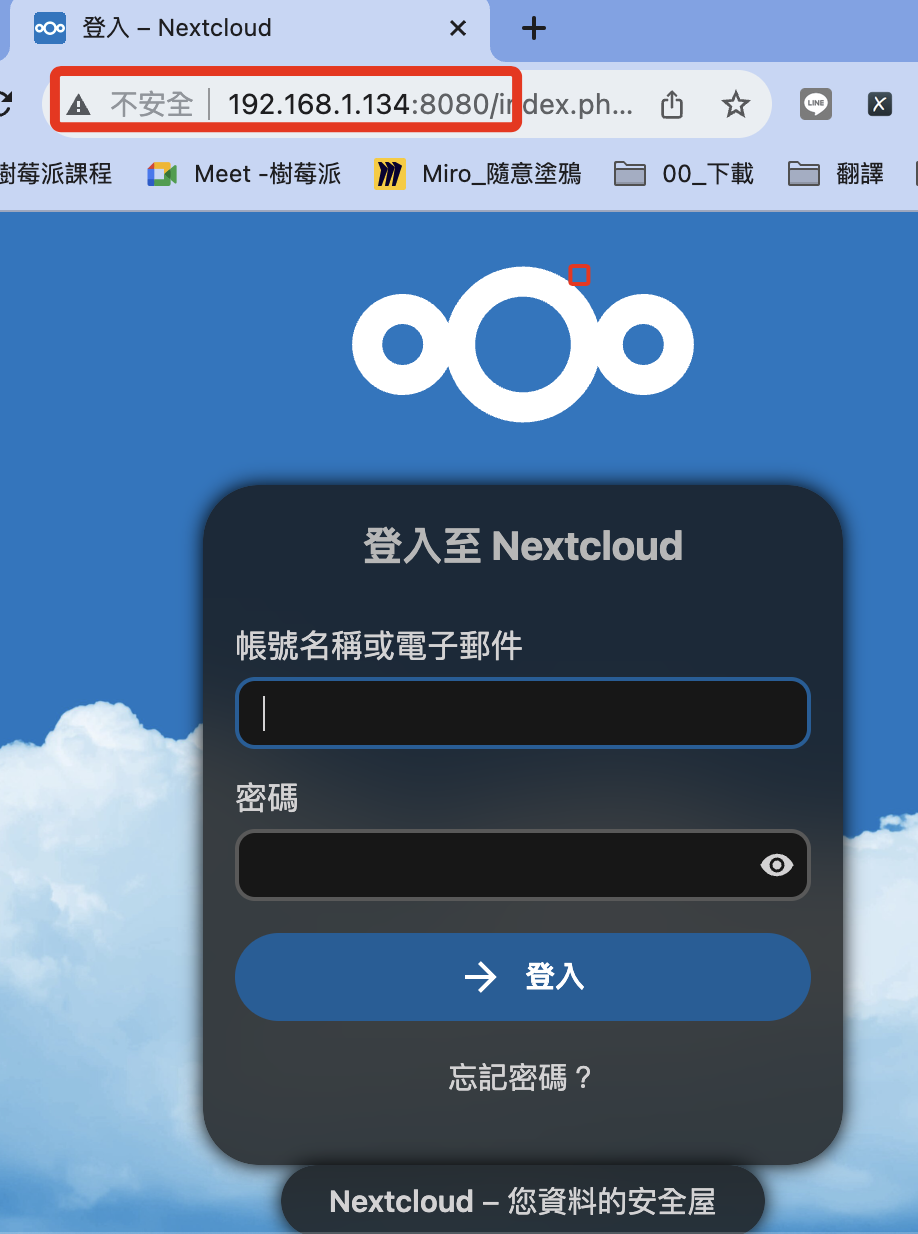 登入 – Nextcloud
不安全 192.168.1.134:8080/index.ph...
LINE X
樹莓派課程 Meet -樹莓派 Miro_隨意塗鴉 00_下載 翻譯
登入至 Nextcloud
帳號名稱或電子郵件
密碼
登入
忘記密碼？
Nextcloud – 您資料的安全屋